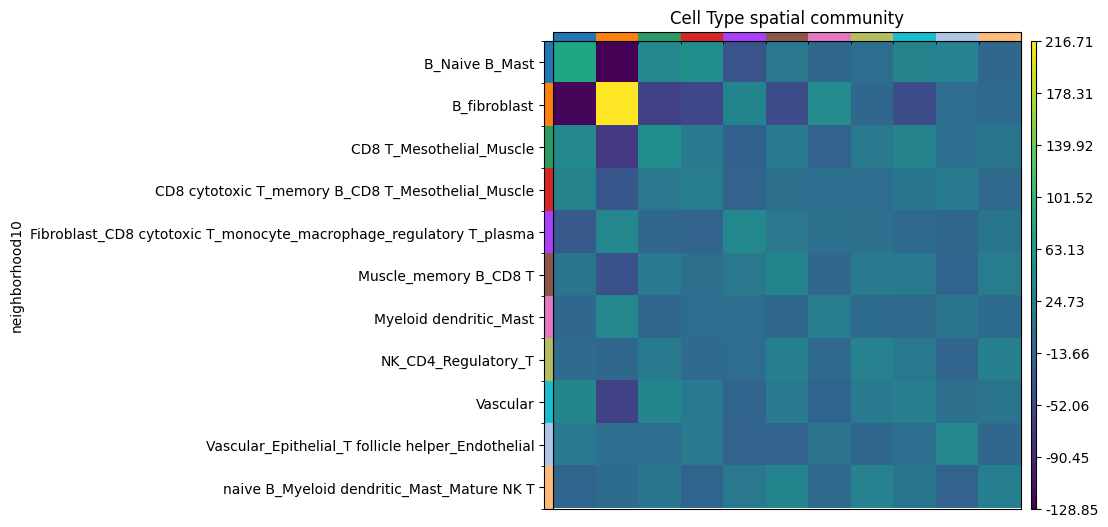 Cell Type spatial community
B_Naive B_Mast
B_fibroblast
CD8 T_Mesothelial_Muscle
CD8 cytotoxic T_memory B_CD8 T_Mesothelial_Muscle
Fibroblast_CD8 cytotoxic T_monocyte_macrophage_regulatory T_plasma
Muscle_memory B_CD8 T
Myeloid dendritic_Mast
NK_CD4_Regulatory_T
Vascular
Vascular_Epithelial_T follicle helper_Endothelial
naive B_Myeloid dendritic_Mast_Mature NK T
neighborhood10
216.71
178.31
139.92
101.52
63.13
24.73
-13.66
-52.06
-90.45
-128.85